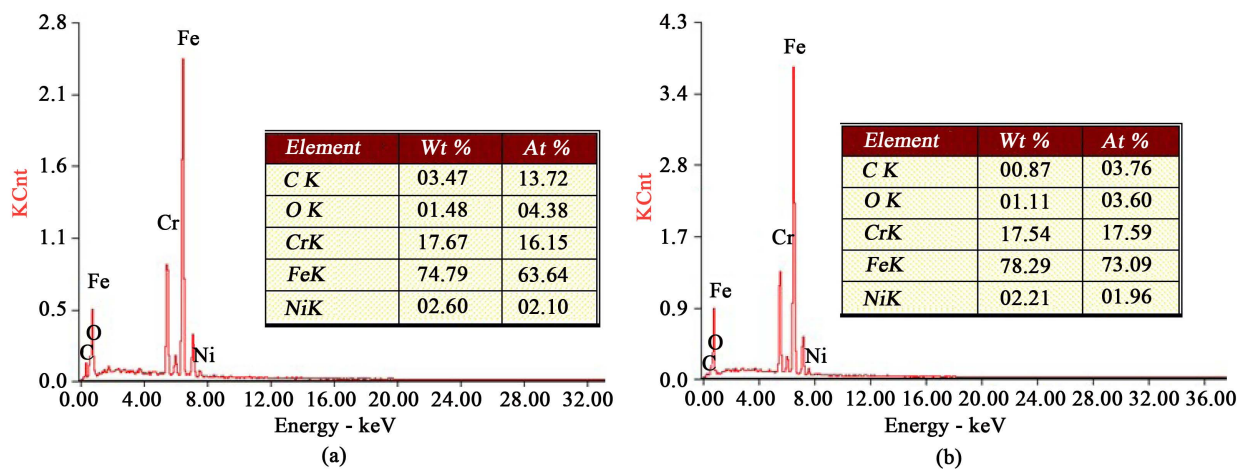 2.8
2.1
1.6
1.1
0.5
0.0
KCnt
Fe
Cr
Fe
O
C
Ni
Element Wt % At %
C K 03.47 13.72
O K 01.48 04.38
CrK 17.67 16.15
FeK 74.79 63.64
NiK 02.60 02.10
0.00 4.00 8.00 12.00 16.00 20.00 24.00 28.00 32.00
Energy - keV
(a)
4.3
3.4
2.8
1.7
0.9
0.0
KCnt
Fe
Cr
Fe
O
C
Ni
Element Wt % At %
C K 00.87 03.76
O K 01.11 03.60
CrK 17.54 17.59
FeK 78.29 73.09
NiK 02.21 01.96
0.00 4.00 8.00 12.00 16.00 20.00 24.00 28.00 32.00 36.00
Energy - keV
(b)